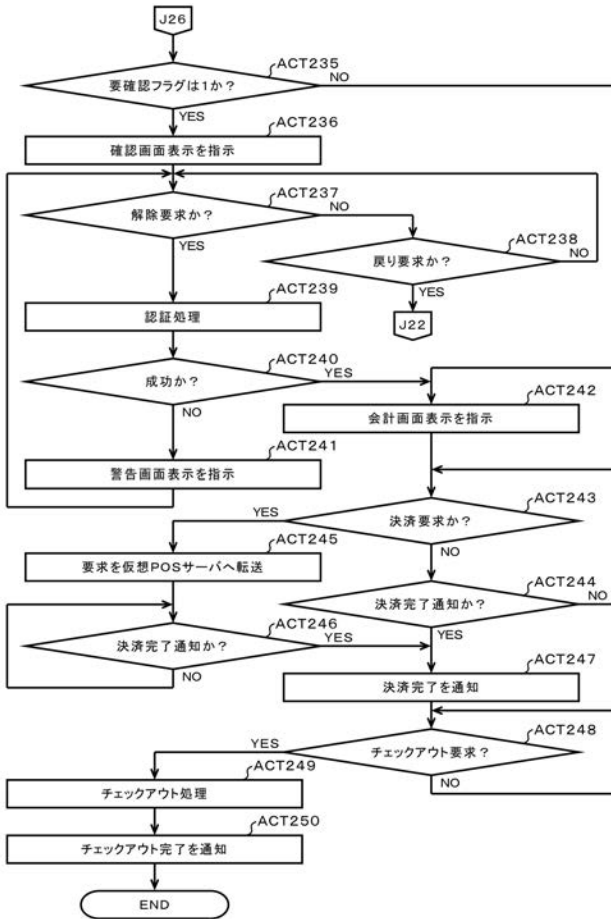 J26
ACT235
要確認フラグは1か?
NO
YES
ACT236
確認画面表示を指示
ACT237
解除要求か?
NO
YES
ACT238
戻り要求か?
NO
YES
J22
ACT239
認証処理
ACT240
成功か?
YES
NO
ACT241
警告画面表示を指示
ACT242
会計画面表示を指示
ACT243
決済要求か?
YES
NO
ACT245
要求を仮想POSサーバへ転送
ACT244
決済完了通知か?
NO
YES
ACT246
決済完了通知か?
YES
NO
ACT247
決済完了を通知
ACT248
チェックアウト要求?
YES
NO
ACT249
チェックアウト処理
ACT250
チェックアウト完了を通知
END